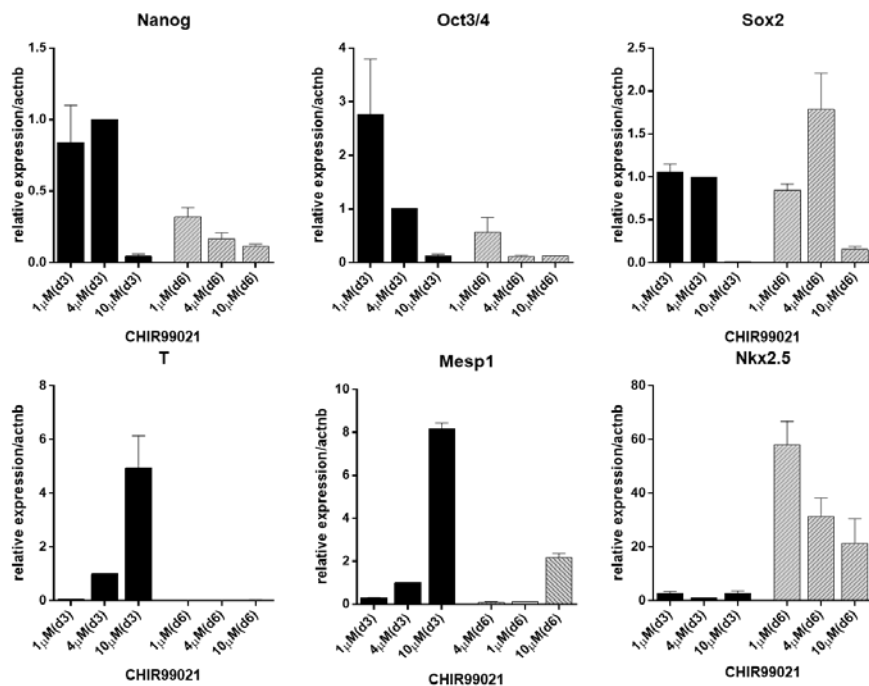 Nanog
relative expression/actnb
1.5
1.0
0.5
0.0
1μM(d3)
4μM(d3)
10μM(d3)
1μM(d6)
4μM(d6)
10μM(d6)
CHIR99021
Oct3/4
relative expression/actnb
4
3
2
1
0
1μM(d3)
4μM(d3)
10μM(d3)
1μM(d6)
4μM(d6)
10μM(d6)
CHIR99021
Sox2
relative expression/actnb
2.5
2.0
1.5
1.0
0.5
0.0
1μM(d3)
4μM(d3)
10μM(d3)
1μM(d6)
4μM(d6)
10μM(d6)
CHIR99021
T
relative expression/actnb
8
6
4
2
0
1μM(d3)
4μM(d3)
10μM(d3)
1μM(d6)
4μM(d6)
10μM(d6)
CHIR99021
Mesp1
relative expression/actnb
10
8
6
4
2
0
1μM(d3)
4μM(d3)
10μM(d3)
4μM(d6)
1μM(d6)
10μM(d6)
CHIR99021
Nkx2.5
relative expression/actnb
80
60
40
20
0
1μM(d3)
4μM(d3)
10μM(d3)
1μM(d6)
4μM(d6)
10μM(d6)
CHIR99021